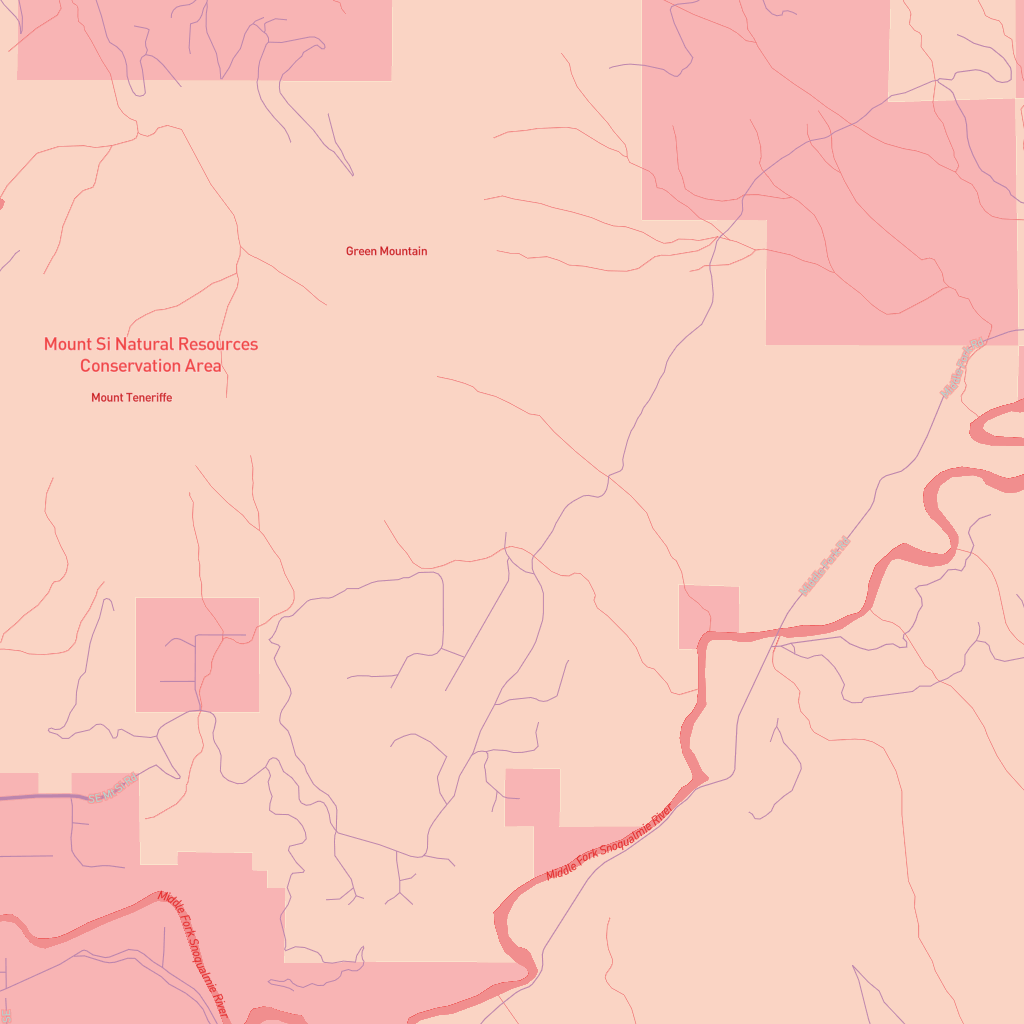 Green Mountain
Mount Si Natural Resources
Conservation Area
Mount Teneriffe
Middle Fork Rd
Middle Fork Rd
SE Mt Si Rd
Middle Fork Snoqualmie River
Middle Fork Snoqualmie River
SE